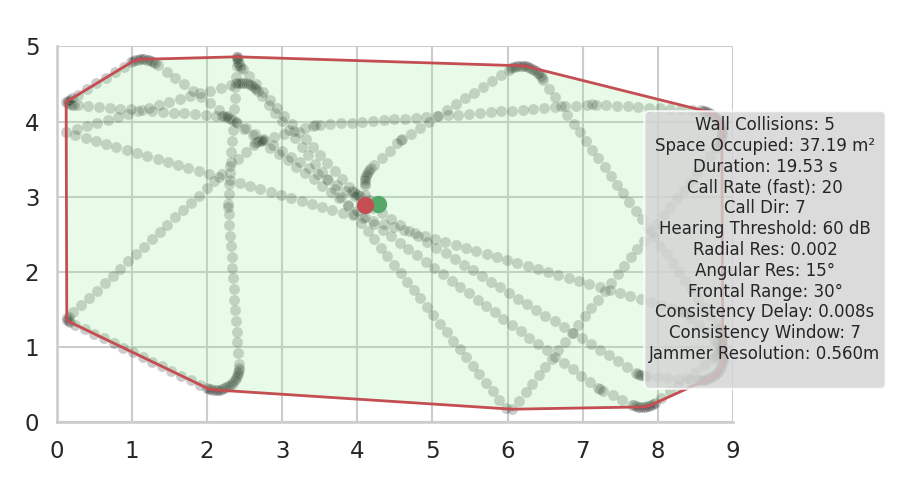 5
4
3
2
1
0
0 1 2 3 4 5 6 7 8 9
Wall Collisions: 5
Space Occupied: 37.19 m²
Duration: 19.53 s
Call Rate (fast): 20
Call Dir: 7
Hearing Threshold: 60 dB
Radial Res: 0.002
Angular Res: 15°
Frontal Range: 30°
Consistency Delay: 0.008s
Consistency Window: 7
Jammer Resolution: 0.560m